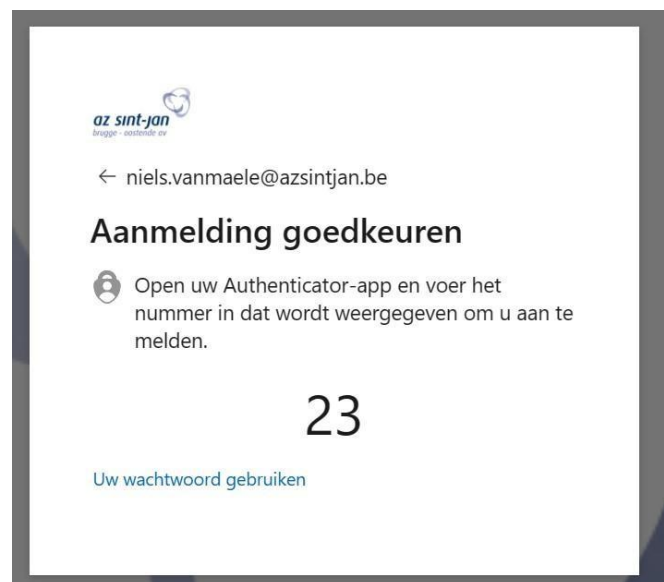 az sint-jan
brugge - oostende av
← niels.vanmaele@azsintjan.be
Aanmelding goedkeuren
Open uw Authenticator-app en voer het
nummer in dat wordt weergegeven om u aan te
melden.
23
Uw wachtwoord gebruiken